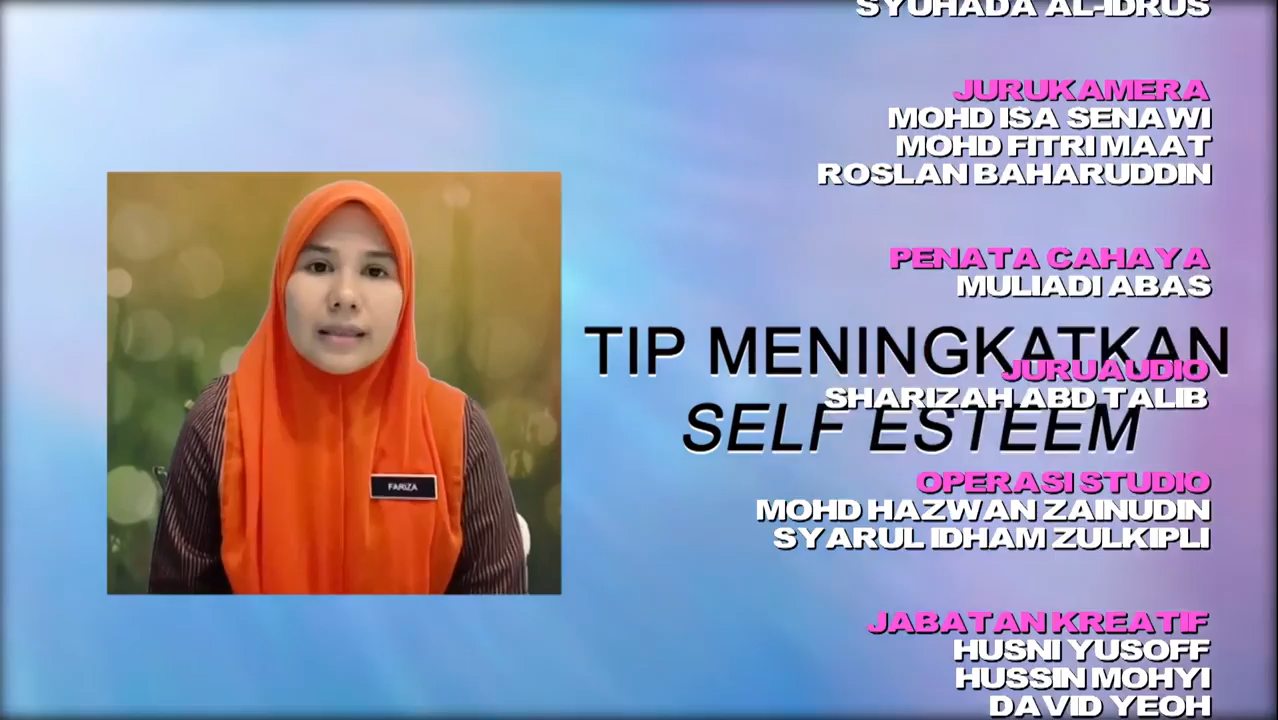 SYUHADA AL-IDRUS
JURUKAMERA
MOHD ISA SENAWI
MOHD FITRI MAAT
ROSLAN BAHARUDDIN
PENATA CAHAYA
MULIADI ABAS
TIP MENINGKATKAN
SELF ESTEEM
JURUAUDIO
SHARIZAH ABD TALIB
FARIZA
OPERASI STUDIO
MOHD HAZWAN ZAINUDIN
SYARUL IDHAM ZULKIPLI
JABATAN KREATIF
HUSNI YUSOFF
HUSSIN MOHYI
DAVID YEOH